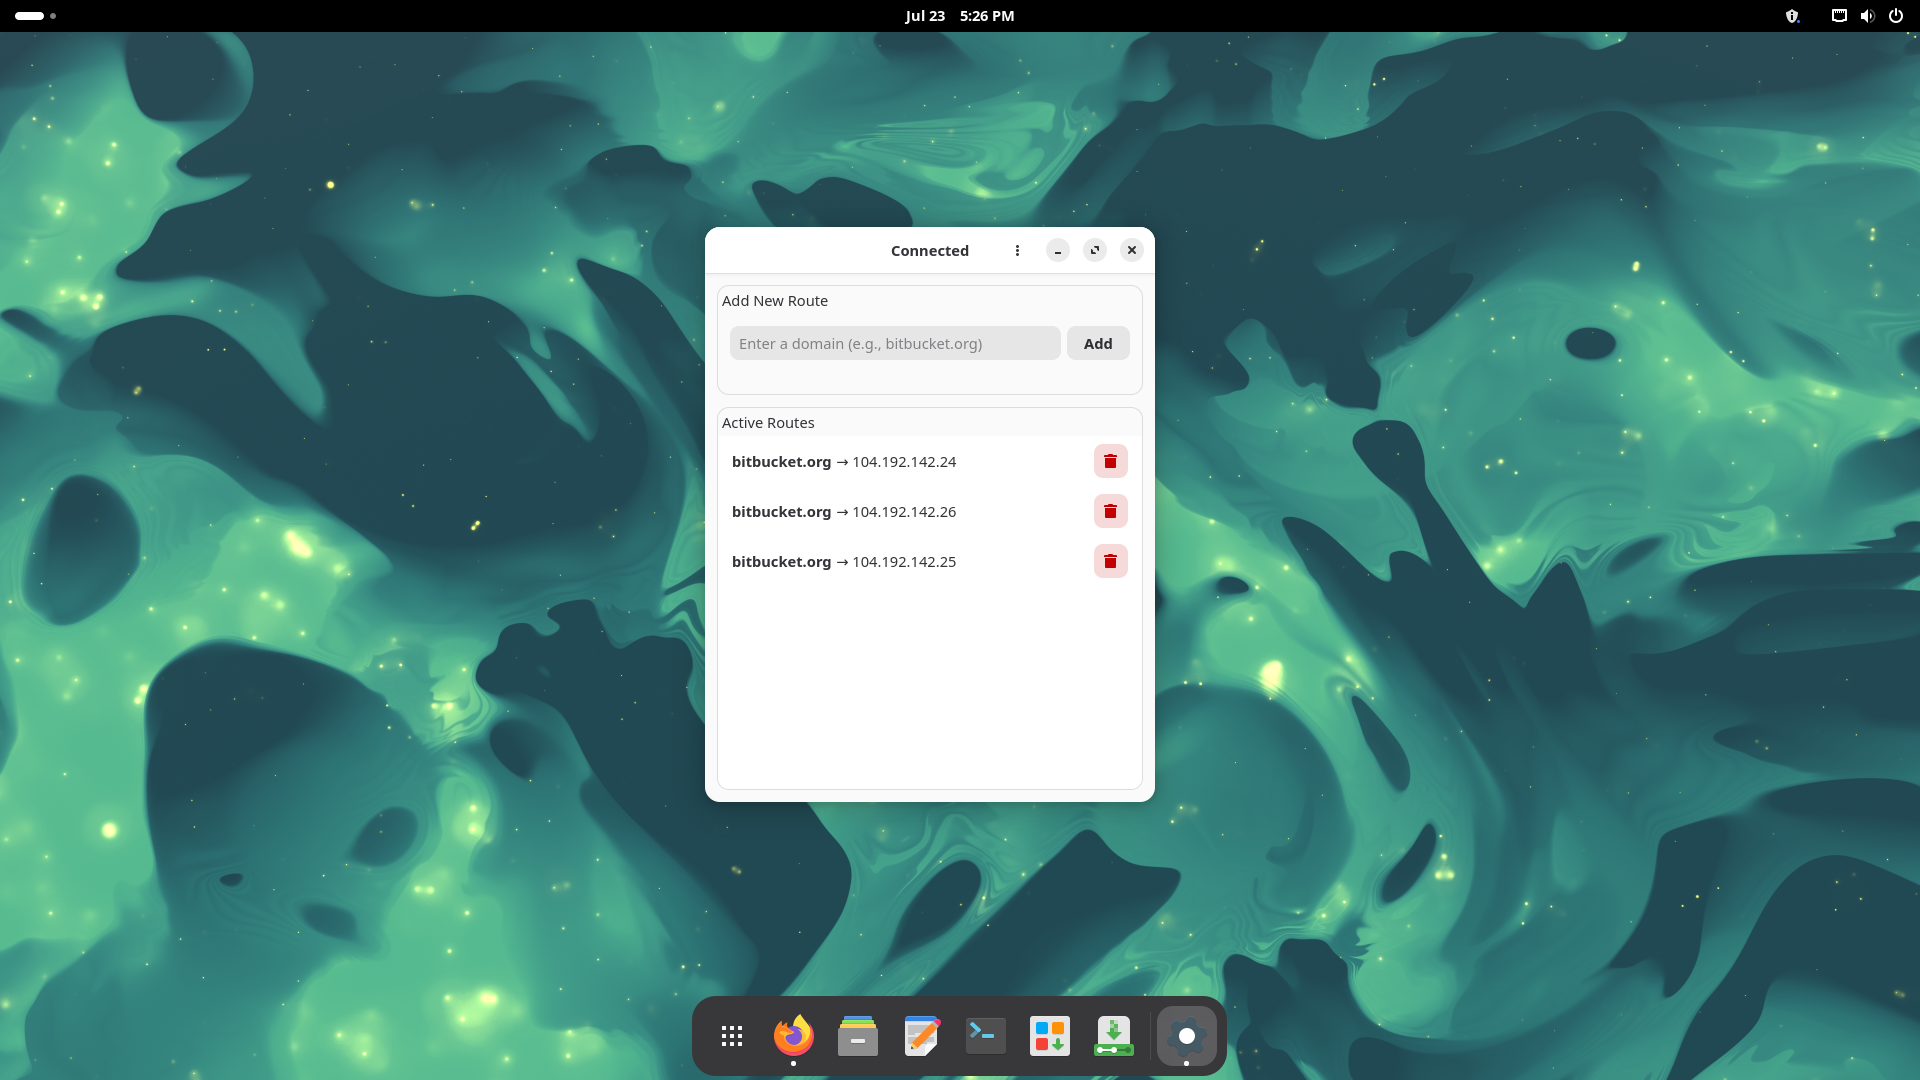 Jul 23 5:26 PM
Connected
Add New Route
Enter a domain (e.g., bitbucket.org)
Add
Active Routes
bitbucket.org → 104.192.142.24
bitbucket.org → 104.192.142.26
bitbucket.org → 104.192.142.25